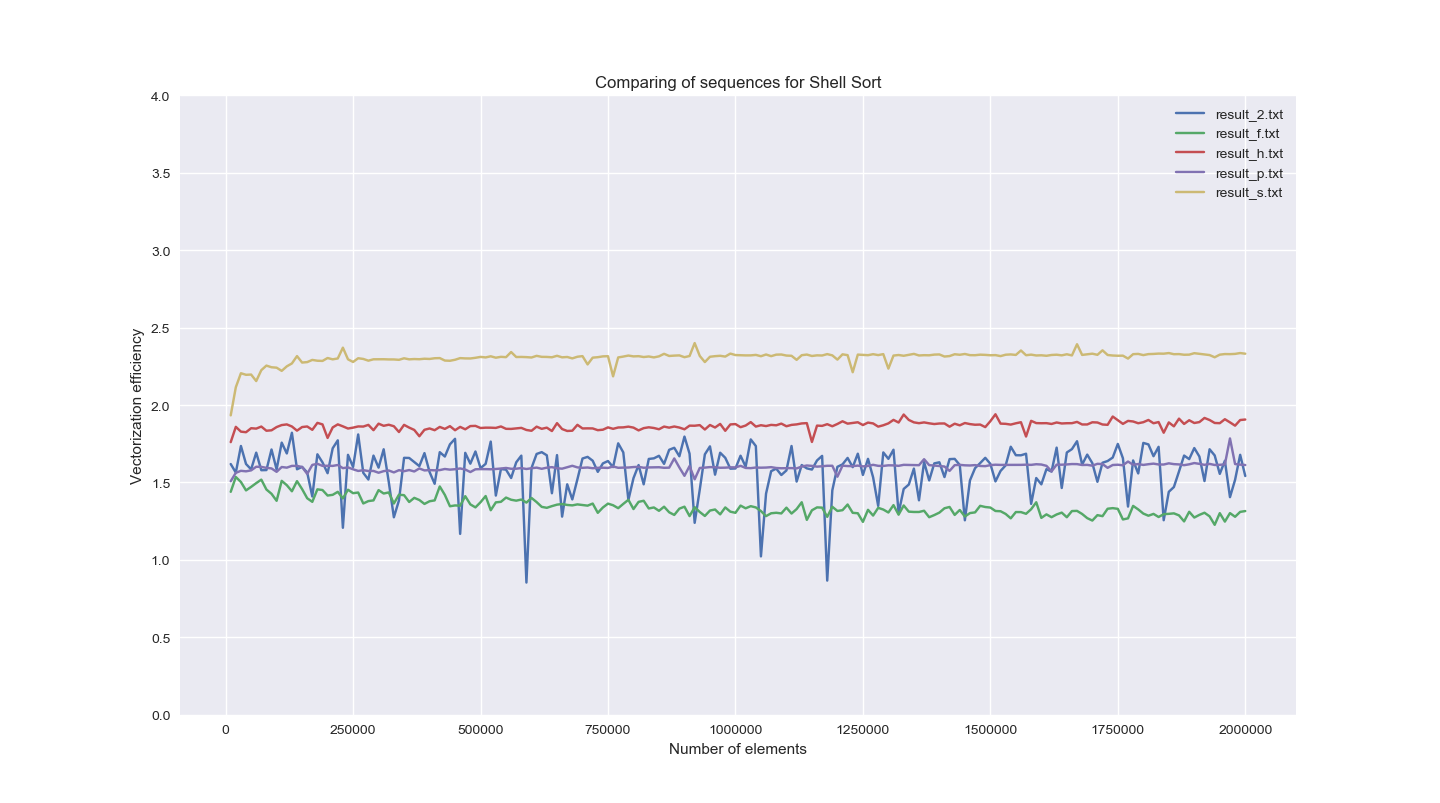 Comparing of sequences for Shell Sort
4.0
3.5
3.0
2.5
2.0
1.5
1.0
0.5
0.0
Vectorization efficiency
result_2.txt
result_f.txt
result_h.txt
result_p.txt
result_s.txt
0 250000 500000 750000 1000000 1250000 1500000 1750000 2000000
Number of elements